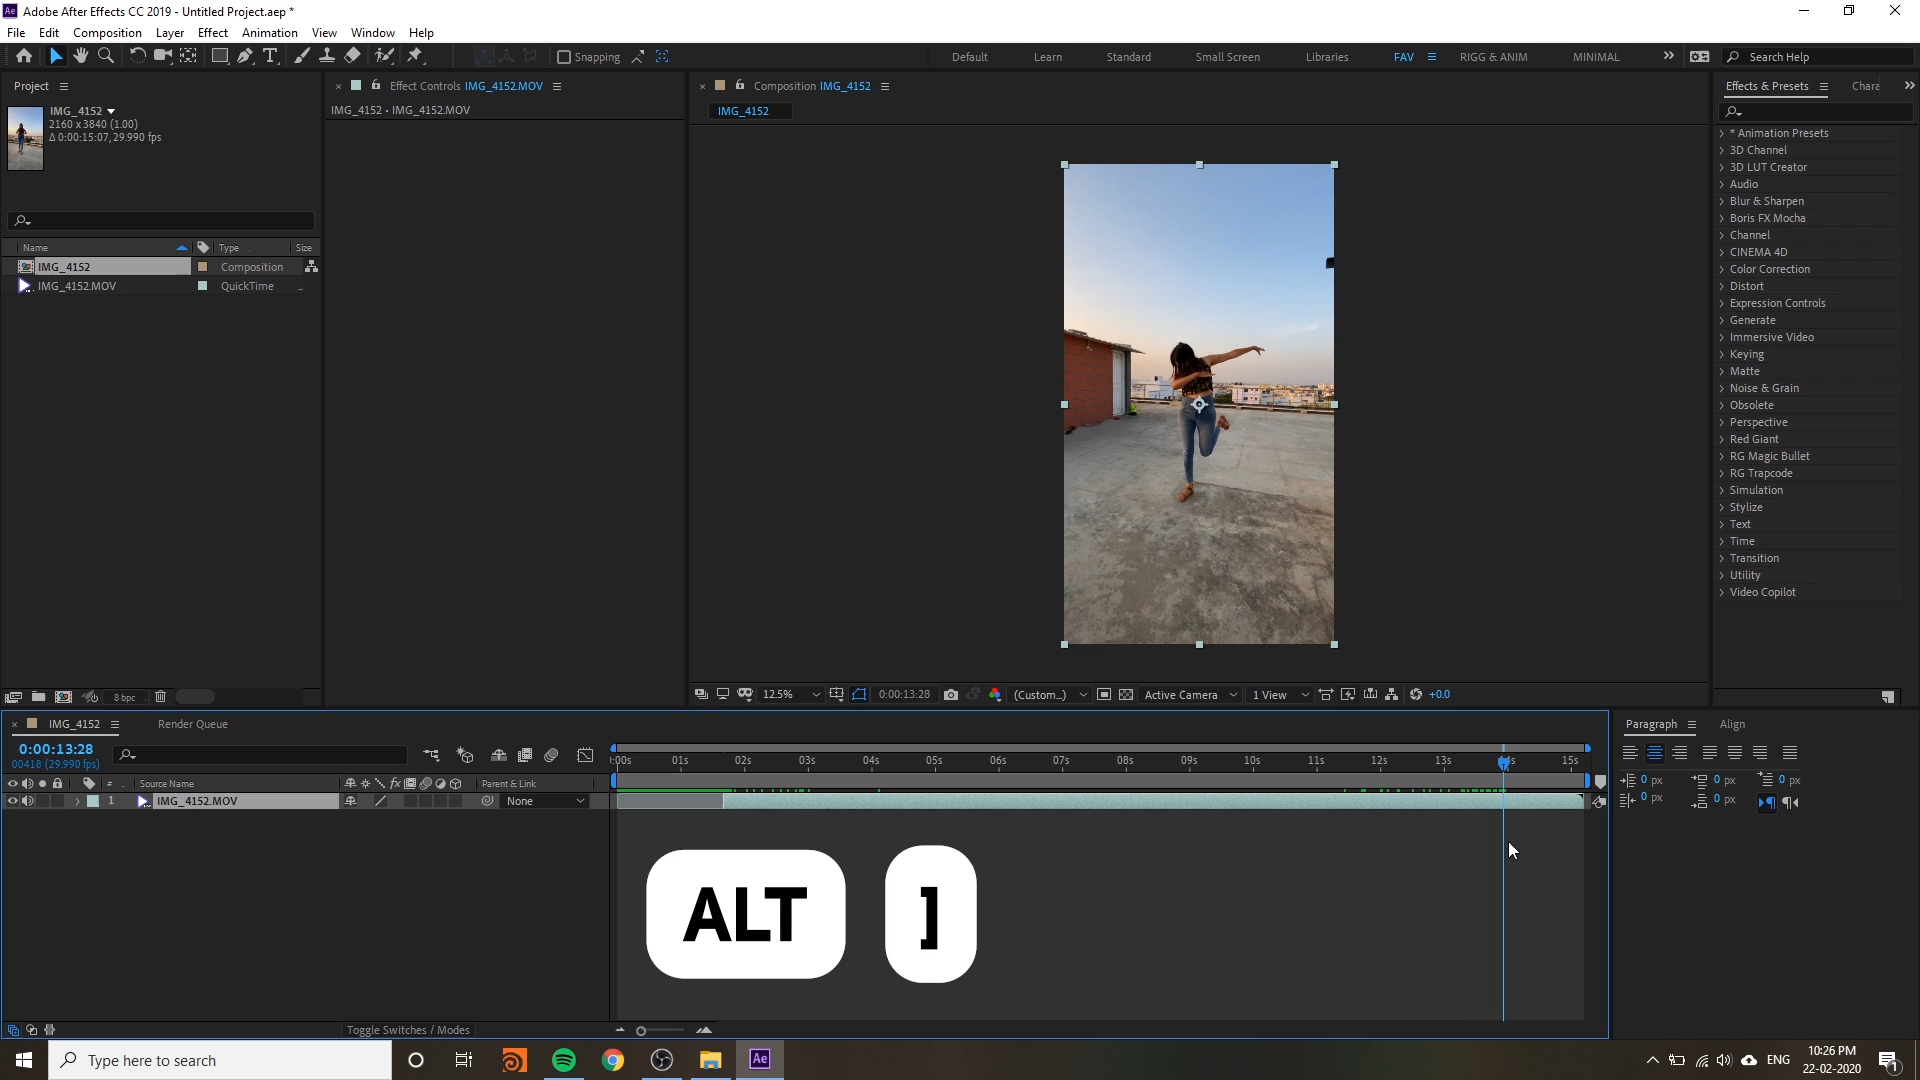 Ae Adobe After Effects CC 2019 - Untitled Project.aep *
File Edit Composition Layer Effect Animation View Window Help
Snapping Default Learn Standard Small Screen Libraries FAV RIGG & ANIM MINIMAL Search Help
Project
IMG_4152
2160 x 3840 (1.00)
Δ 0:00:15:07, 29.990 fps
Name Type Size
IMG_4152 Composition
IMG_4152.MOV QuickTime
8 bpc
Effect Controls IMG_4152.MOV
IMG_4152 • IMG_4152.MOV
Composition IMG_4152
IMG_4152
12.5% 0:00:13:28 (Custom...) Active Camera 1 View +0.0
Effects & Presets Chara
* Animation Presets
3D Channel
3D LUT Creator
Audio
Blur & Sharpen
Boris FX Mocha
Channel
CINEMA 4D
Color Correction
Distort
Expression Controls
Generate
Immersive Video
Keying
Matte
Noise & Grain
Obsolete
Perspective
Red Giant
RG Magic Bullet
RG Trapcode
Simulation
Stylize
Text
Time
Transition
Utility
Video Copilot
IMG_4152 Render Queue
0:00:13:28
00418 (29.990 fps)
:00s 01s 02s 03s 04s 05s 06s 07s 08s 09s 10s 11s 12s 13s 15s
# Source Name fx Parent & Link
1 IMG_4152.MOV None
ALT ]
Toggle Switches / Modes
Paragraph Align
0 px 0 px 0 px
0 px 0 px
Type here to search
Ae
ENG
10:26 PM
22-02-2020
1